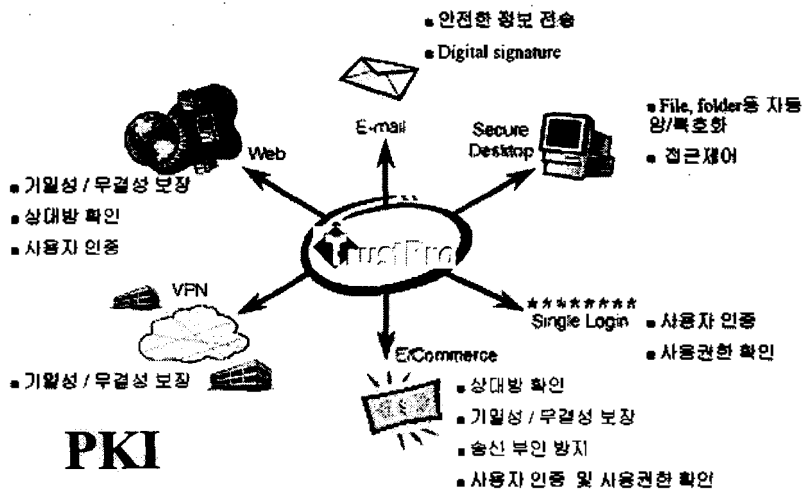 안전한 정보 전송
Digital signature
E-mail
Secure
Desktop
File, folder등 자동
암/복호화
접근제어
Web
기밀성 / 무결성 보장
상대방 확인
사용자 인증
TrustPro
VPN
기밀성 / 무결성 보장
********
Single Login
사용자 인증
사용권한 확인
E/Commerce
상대방 확인
기밀성 / 무결성 보장
송신 부인 방지
사용자 인증 및 사용권한 확인
PKI